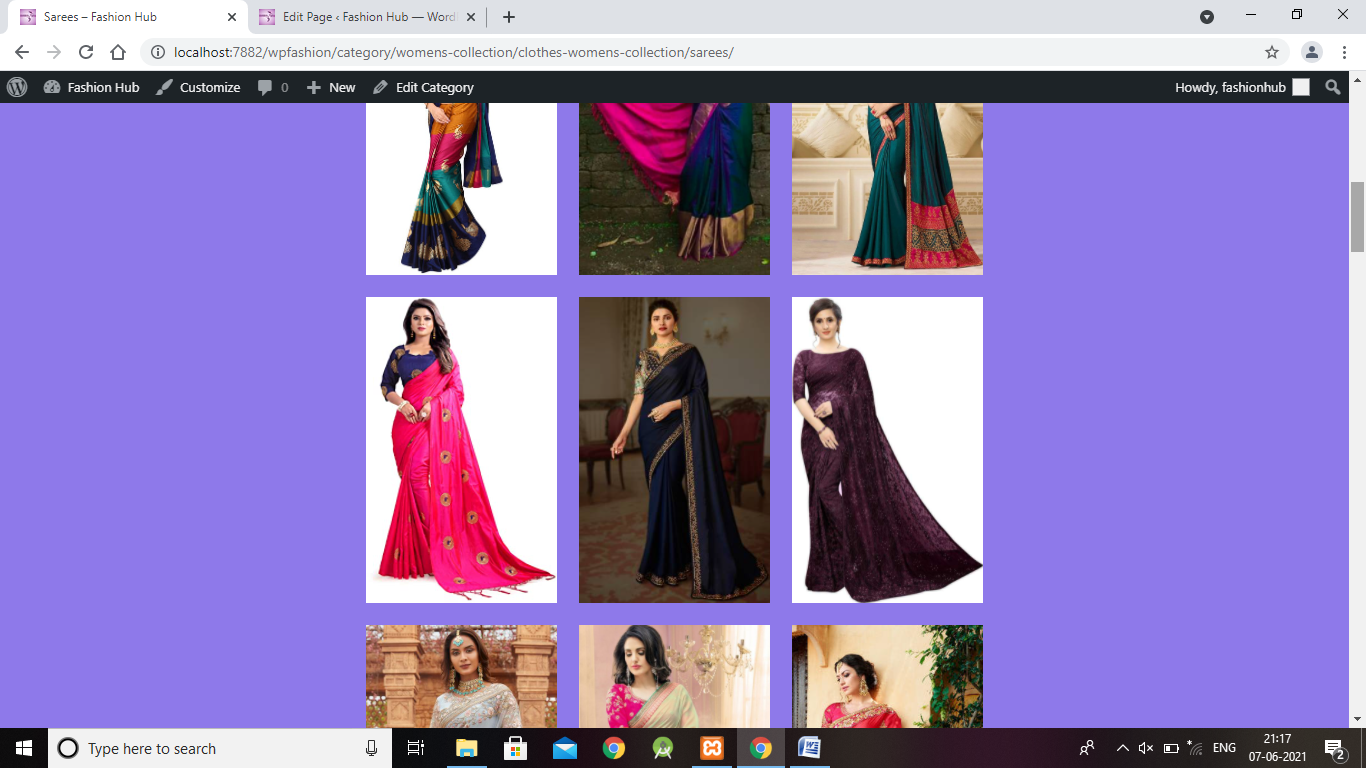 Sarees – Fashion Hub
Edit Page ‹ Fashion Hub — Word
localhost:7882/wpfashion/category/womens-collection/clothes-womens-collection/sarees/
Fashion Hub Customize 0 New Edit Category Howdy, fashionhub
Type here to search
ENG
21:17
07-06-2021
2